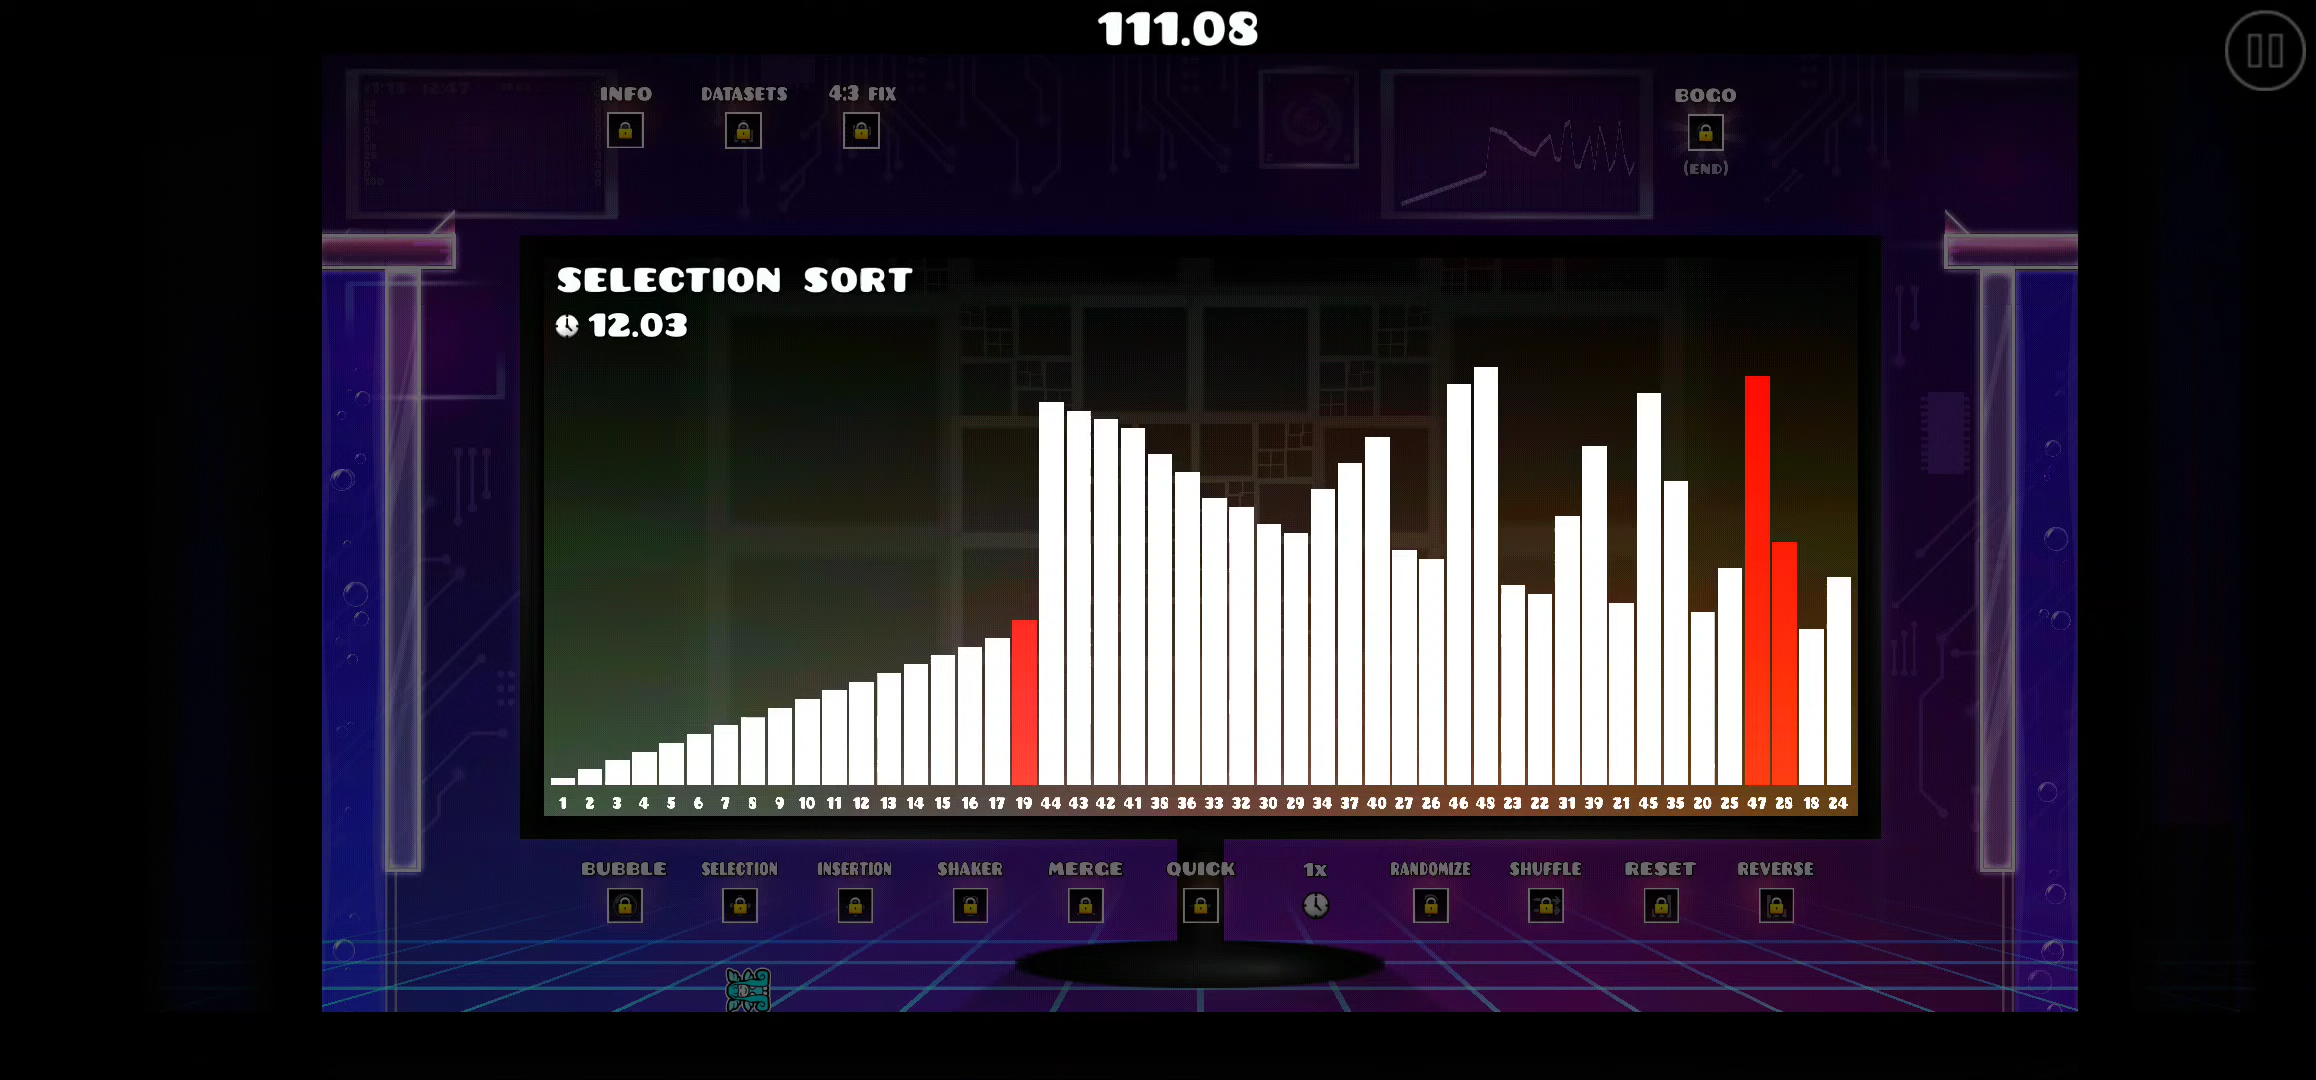 111.08
INFO DATASETS 4:3 FIX BOGO
(END)
SELECTION SORT
12.03
1 2 3 4 5 6 7 8 9 10 11 12 13 14 15 16 17 19 44 43 42 41 38 36 33 32 30 29 34 37 40 27 26 46 48 23 22 31 39 21 45 35 20 25 47 28 18 24
BUBBLE SELECTION INSERTION SHAKER MERGE QUICK 1x RANDOMIZE SHUFFLE RESET REVERSE